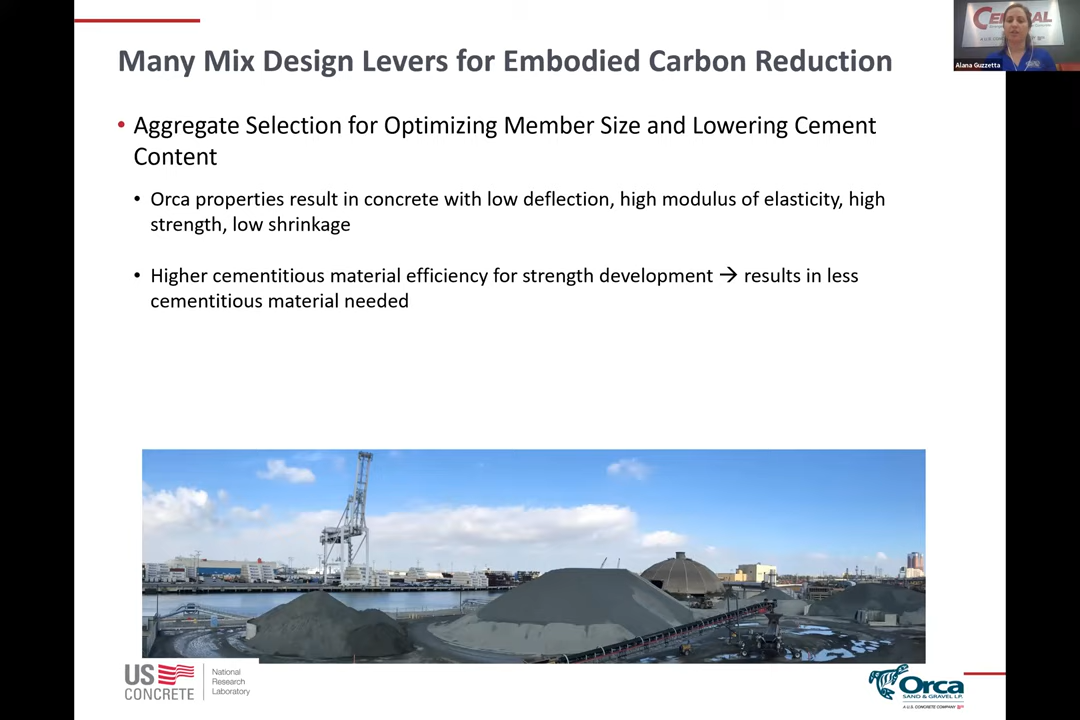 Many Mix Design Levers for Embodied Carbon Reduction
CENTRAL
Alana Guzzetta
• Aggregate Selection for Optimizing Member Size and Lowering Cement
Content
• Orca properties result in concrete with low deflection, high modulus of elasticity, high
strength, low shrinkage
• Higher cementitious material efficiency for strength development → results in less
cementitious material needed
US
CONCRETE
National
Research
Laboratory
Orca
SAND & GRAVEL L.P.
A U.S. CONCRETE COMPANY